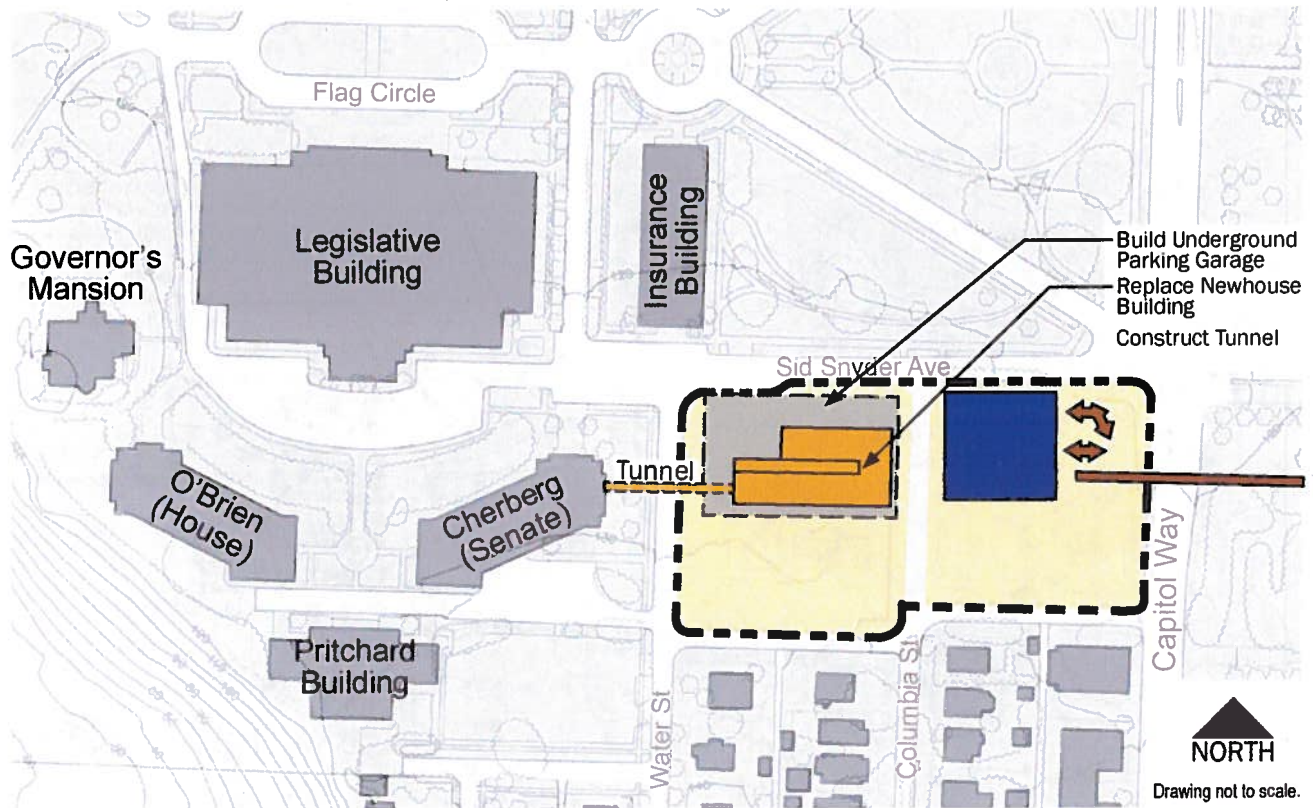 Flag Circle
Legislative
Building
Insurance
Building
Governor's
Mansion
Build Underground
Parking Garage
Replace Newhouse
Building
Construct Tunnel
Sid Snyder Ave
Tunnel
O'Brien
(House)
Cherberg
(Senate)
Capitol Way
Pritchard
Building
Water St
Columbia St
NORTH
Drawing not to scale.